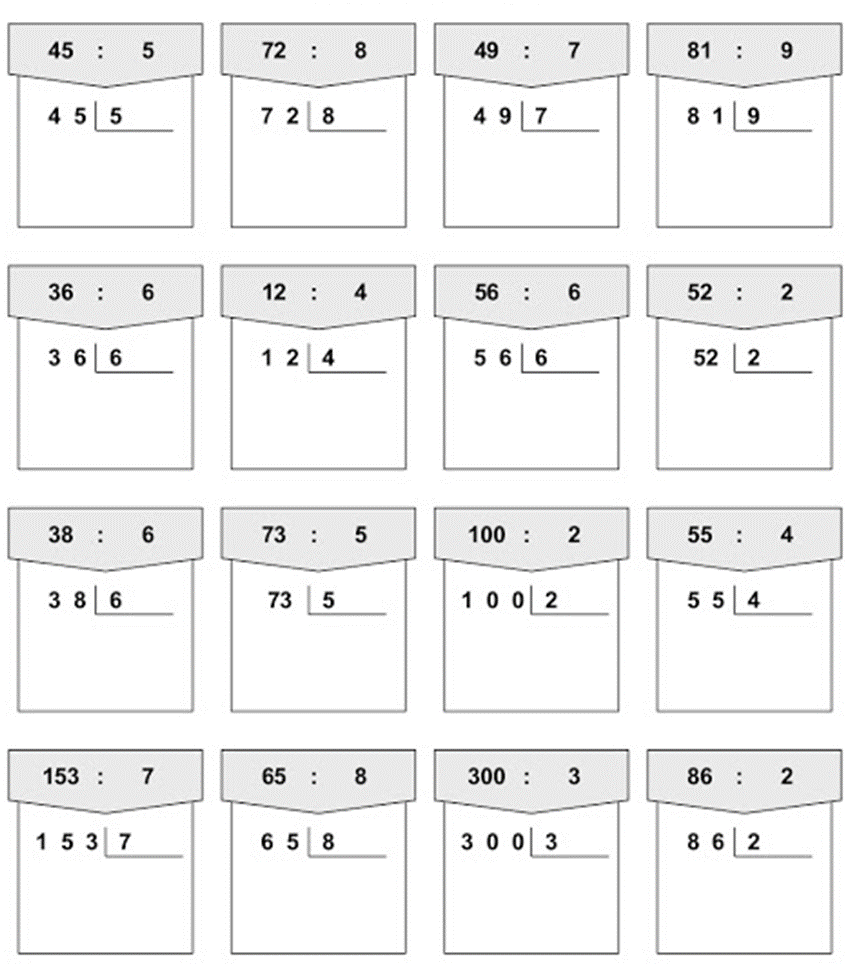 45 : 5 72 : 8 49 : 7 81 : 9
4 5 5 7 2 8 4 9 7 8 1 9
36 : 6 12 : 4 56 : 6 52 : 2
3 6 6 1 2 4 5 6 6 52 2
38 : 6 73 : 5 100 : 2 55 : 4
3 8 6 73 5 1 0 0 2 5 5 4
153 : 7 65 : 8 300 : 3 86 : 2
1 5 3 7 6 5 8 3 0 0 3 8 6 2